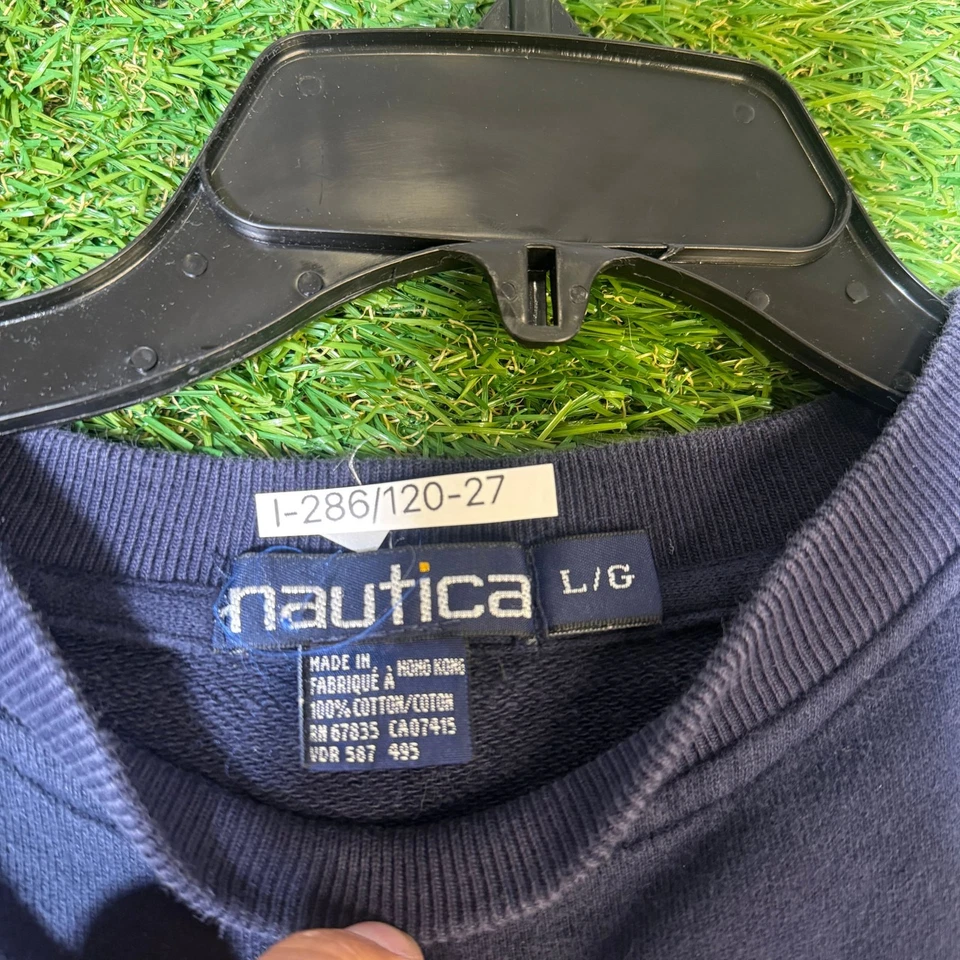 I-286/120-27
nautica
L/G
MADE IN HONG KONG
FABRIQUÉ À
100% COTTON/COTON
RN 67835 CA07415
VDR 587 495